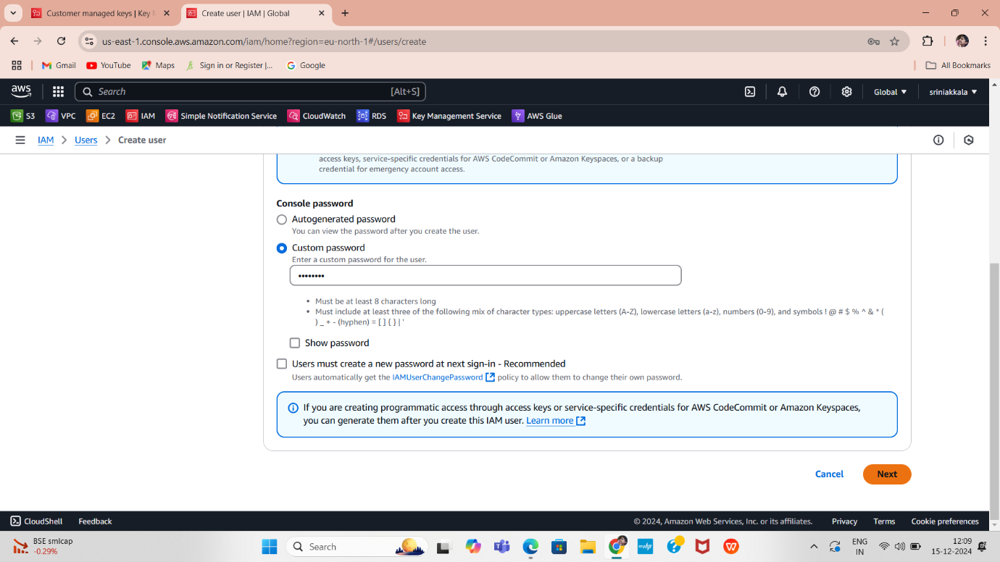 Customer managed keys | Key M
Create user | IAM | Global
us-east-1.console.aws.amazon.com/iam/home?region=eu-north-1#/users/create
Gmail
YouTube
Maps
Sign in or Register |...
Google
All Bookmarks
aws
Search
[Alt+S]
Global
sriniakkala
S3
VPC
EC2
IAM
Simple Notification Service
CloudWatch
RDS
Key Management Service
AWS Glue
IAM
Users
Create user
access keys, service-specific credentials for AWS CodeCommit or Amazon Keyspaces, or a backup
credential for emergency account access.
Console password
Autogenerated password
You can view the password after you create the user.
Custom password
Enter a custom password for the user.
••••••••
• Must be at least 8 characters long
• Must include at least three of the following mix of character types: uppercase letters (A-Z), lowercase letters (a-z), numbers (0-9), and symbols ! @ # $ % ^ & * (
) _ + - (hyphen) = [ ] { } | '
Show password
Users must create a new password at next sign-in - Recommended
Users automatically get the IAMUserChangePassword policy to allow them to change their own password.
If you are creating programmatic access through access keys or service-specific credentials for AWS CodeCommit or Amazon Keyspaces,
you can generate them after you create this IAM user. Learn more
Cancel
Next
CloudShell
Feedback
© 2024, Amazon Web Services, Inc. or its affiliates.
Privacy
Terms
Cookie preferences
BSE smlcap
-0.29%
Search
myhp
ENG
IN
12:09
15-12-2024